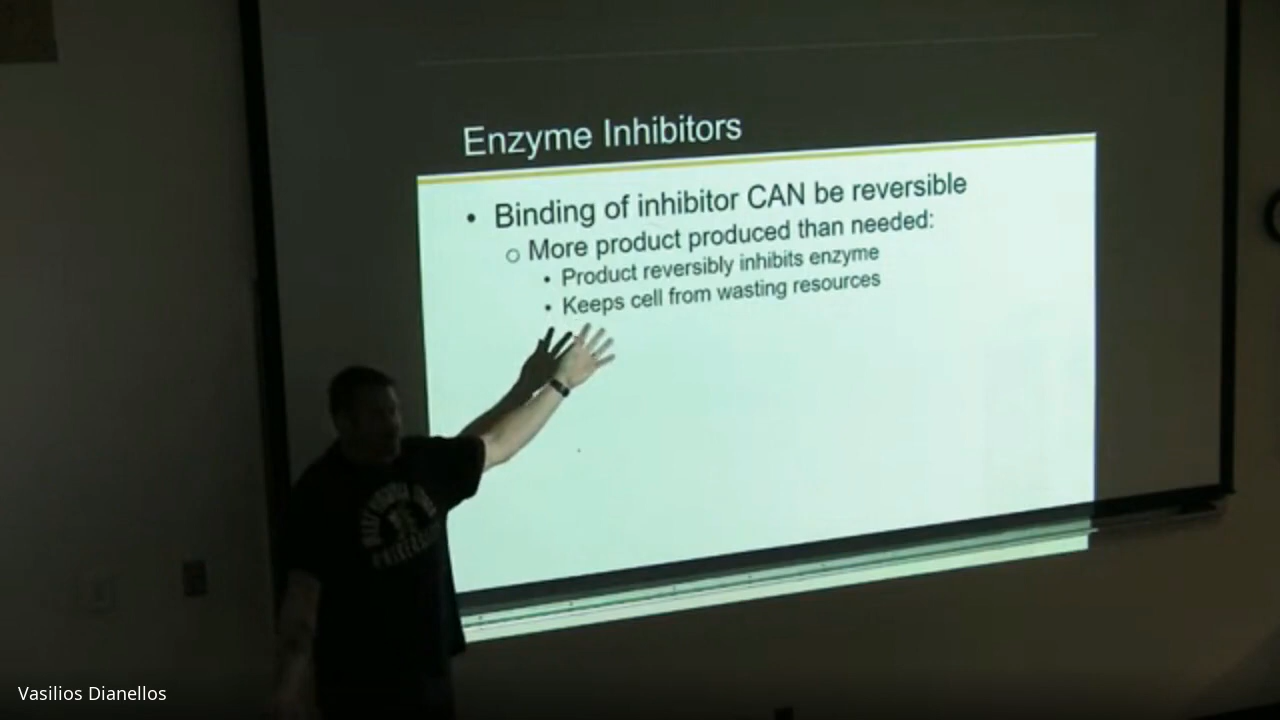 Enzyme Inhibitors
• Binding of inhibitor CAN be reversible
○ More product produced than needed:
• Product reversibly inhibits enzyme
• Keeps cell from wasting resources
Vasilios Dianellos